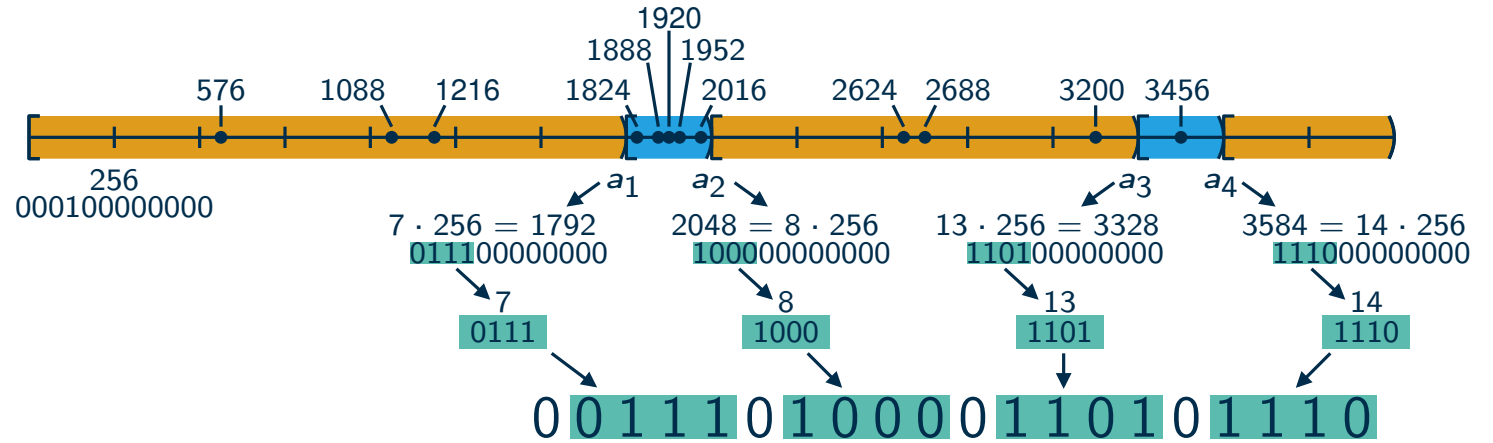 1920
1888 1952
576 1088 1216 1824 2016 2624 2688 3200 3456
256
000100000000
a1 a2 a3 a4
7 · 256 = 1792 2048 = 8 · 256 13 · 256 = 3328 3584 = 14 · 256
011100000000 100000000000 110100000000 111000000000
7 8 13 14
0111 1000 1101 1110
0 0 1 1 1 0 1 0 0 0 0 1 1 0 1 0 1 1 1 0